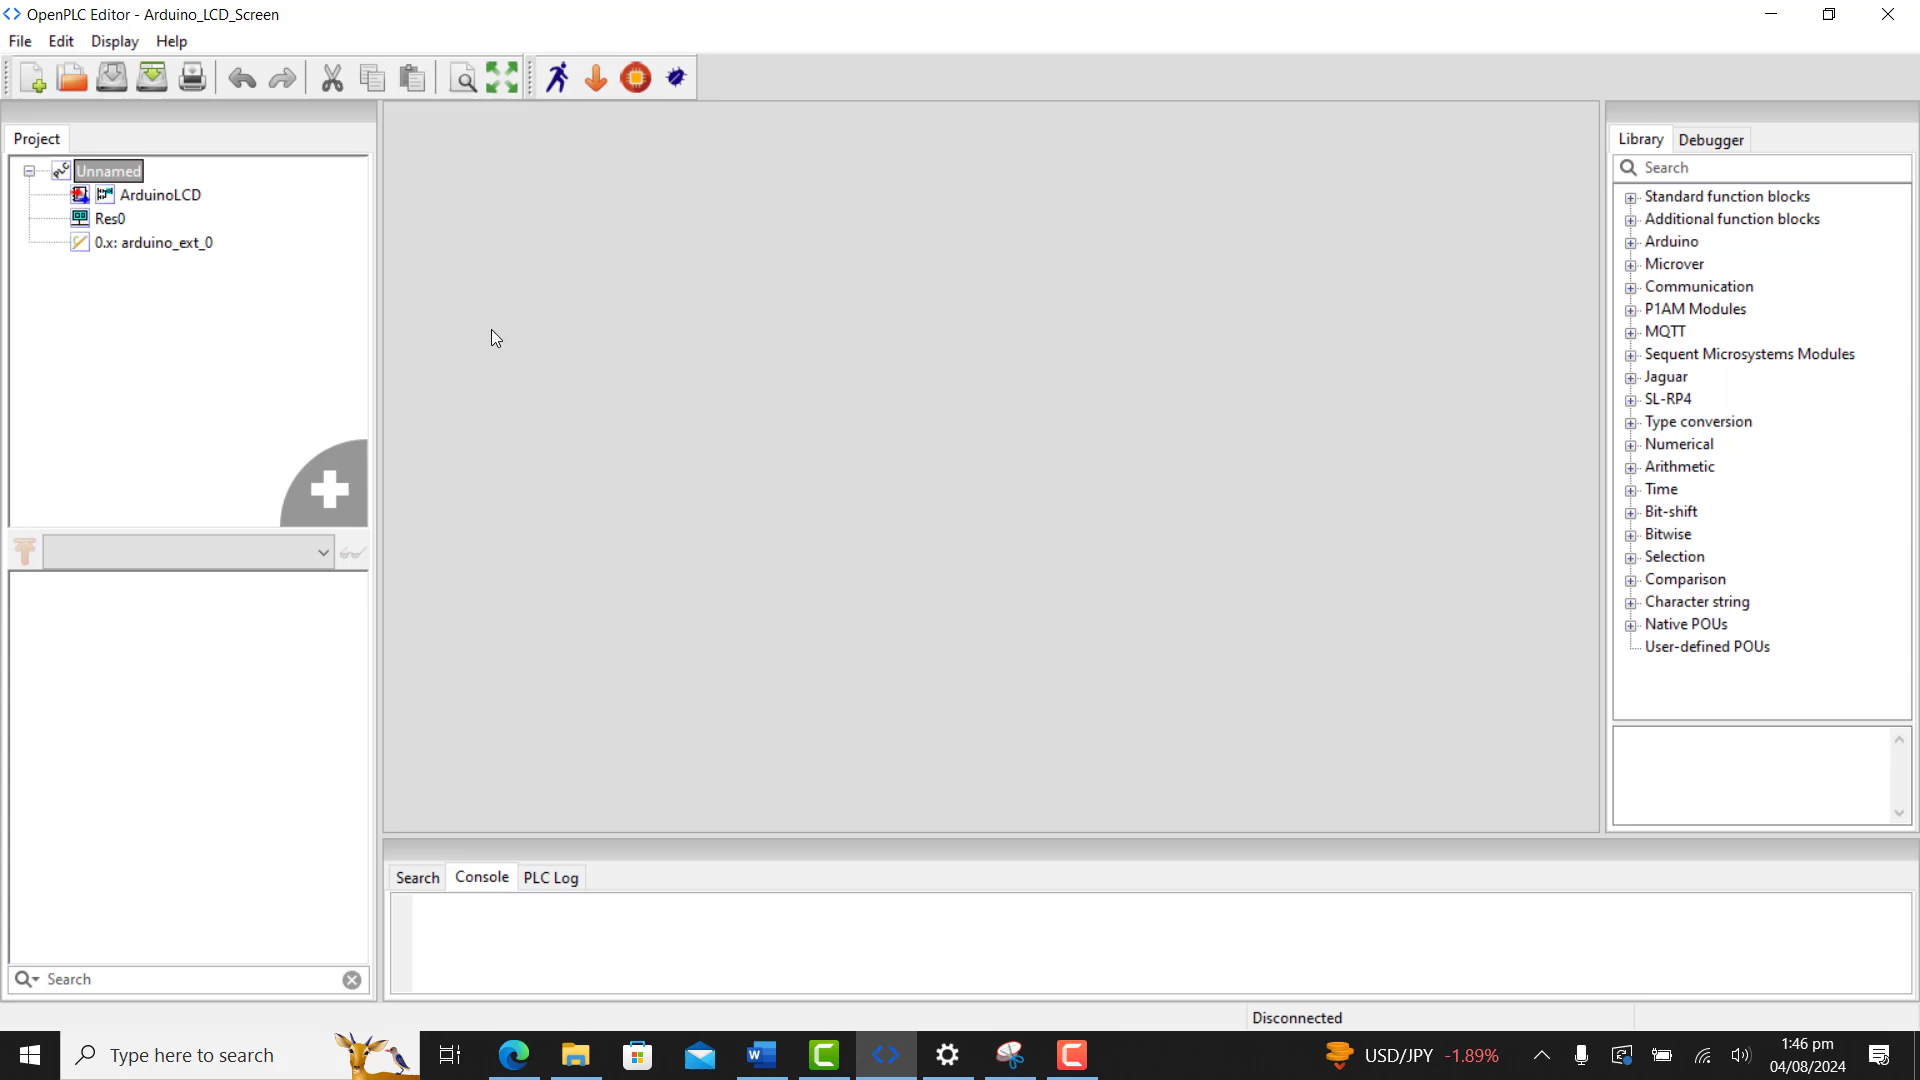 OpenPLC Editor - Arduino_LCD_Screen
File Edit Display Help
Project
Unnamed
ArduinoLCD
Res0
0.x: arduino_ext_0
Search
Library Debugger
Search
Standard function blocks
Additional function blocks
Arduino
Microver
Communication
P1AM Modules
MQTT
Sequent Microsystems Modules
Jaguar
SL-RP4
Type conversion
Numerical
Arithmetic
Time
Bit-shift
Bitwise
Selection
Comparison
Character string
Native POUs
User-defined POUs
Search Console PLC Log
Disconnected
Type here to search
USD/JPY -1.89%
1:46 pm
04/08/2024